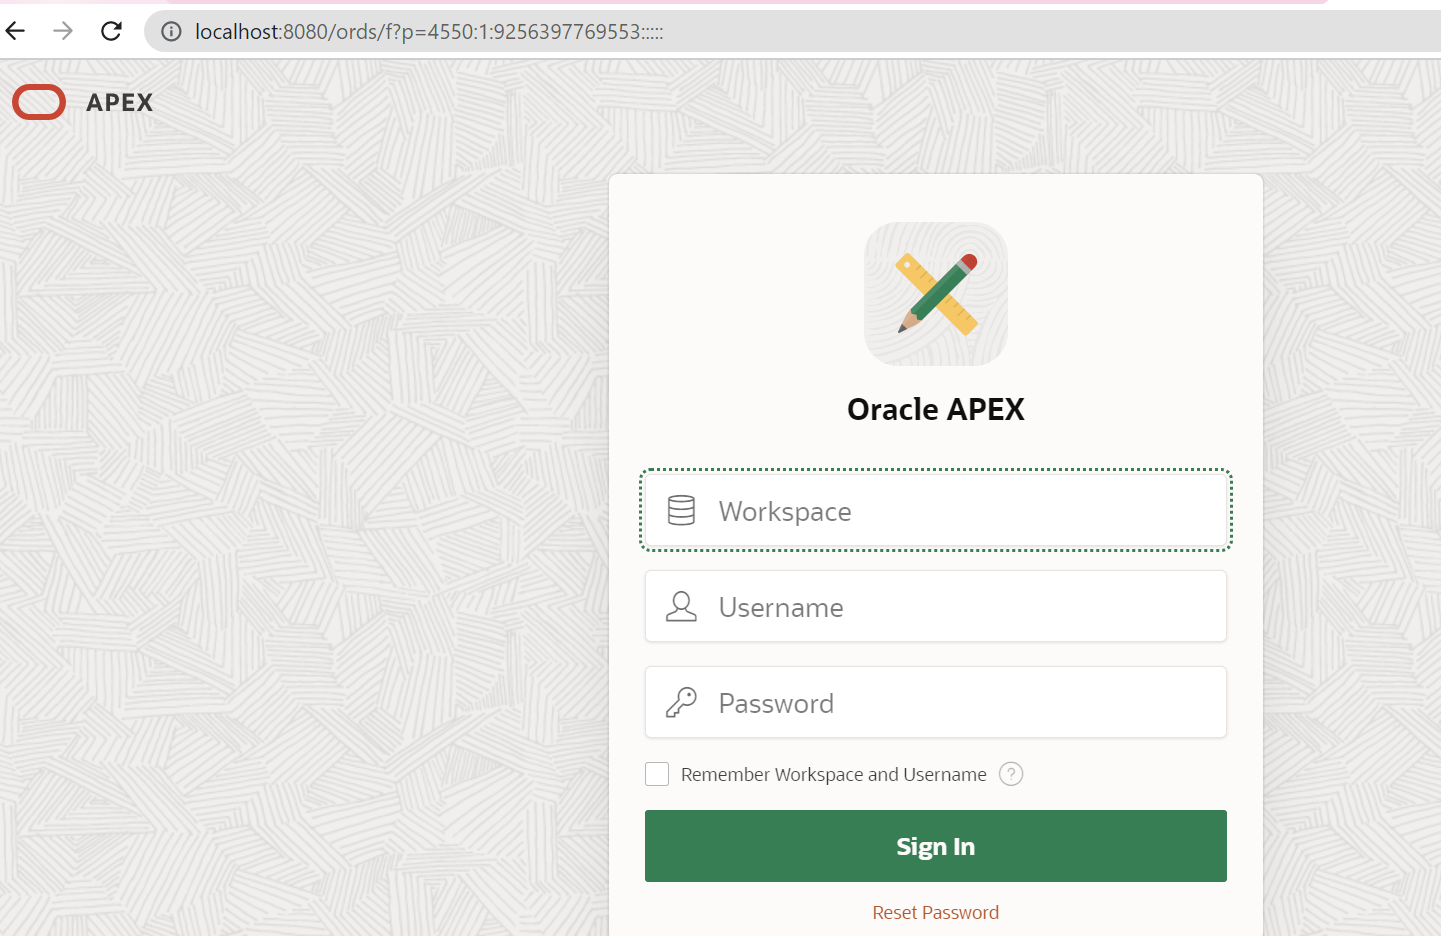 localhost:8080/ords/f?p=4550:1:9256397769553:::::
APEX
Oracle APEX
Workspace
Username
Password
Remember Workspace and Username ?
Sign In
Reset Password